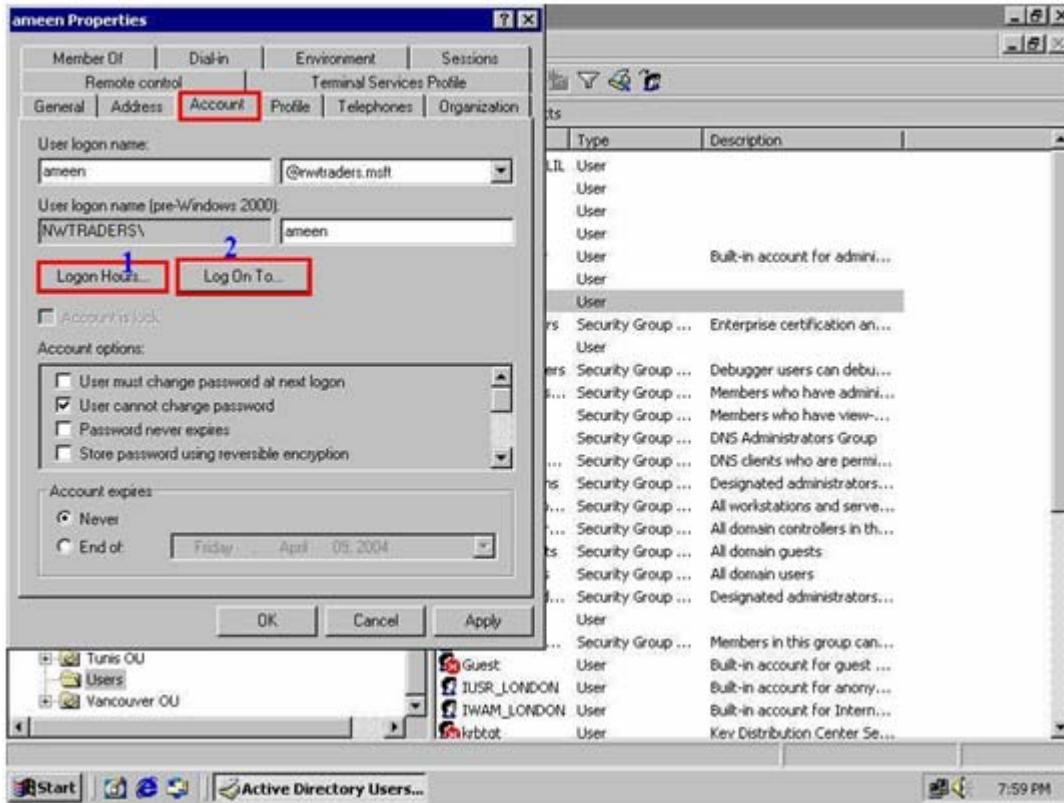 ameen Properties
Member Of Dial-in Environment Sessions
Remote control Terminal Services Profile
General Address Account Profile Telephones Organization
User logon name:
ameen @nwtraders.msft
User logon name (pre-Windows 2000):
NWTRADERS\ ameen
1 2
Logon Hours... Log On To...
Account is lock
Account options:
User must change password at next logon
User cannot change password
Password never expires
Store password using reversible encryption
Account expires
Never
End of: Friday , April 09, 2004
OK Cancel Apply
Tunis OU
Users
Vancouver OU
cts
Type Description
LIL User
User
User
User
User Built-in account for admini...
User
User
rs Security Group ... Enterprise certification an...
User
ers Security Group ... Debugger users can debu...
s... Security Group ... Members who have admini...
Security Group ... Members who have view-...
Security Group ... DNS Administrators Group
... Security Group ... DNS clients who are permi...
ns Security Group ... Designated administrators...
o... Security Group ... All workstations and serve...
r... Security Group ... All domain controllers in th...
ts Security Group ... All domain guests
s Security Group ... All domain users
d... Security Group ... Designated administrators...
User
... Security Group ... Members in this group can...
Guest User Built-in account for guest ...
IUSR_LONDON User Built-in account for anony...
IWAM_LONDON User Built-in account for Intern...
krbtgt User Key Distribution Center Se...
Start Active Directory Users... 7:59 PM